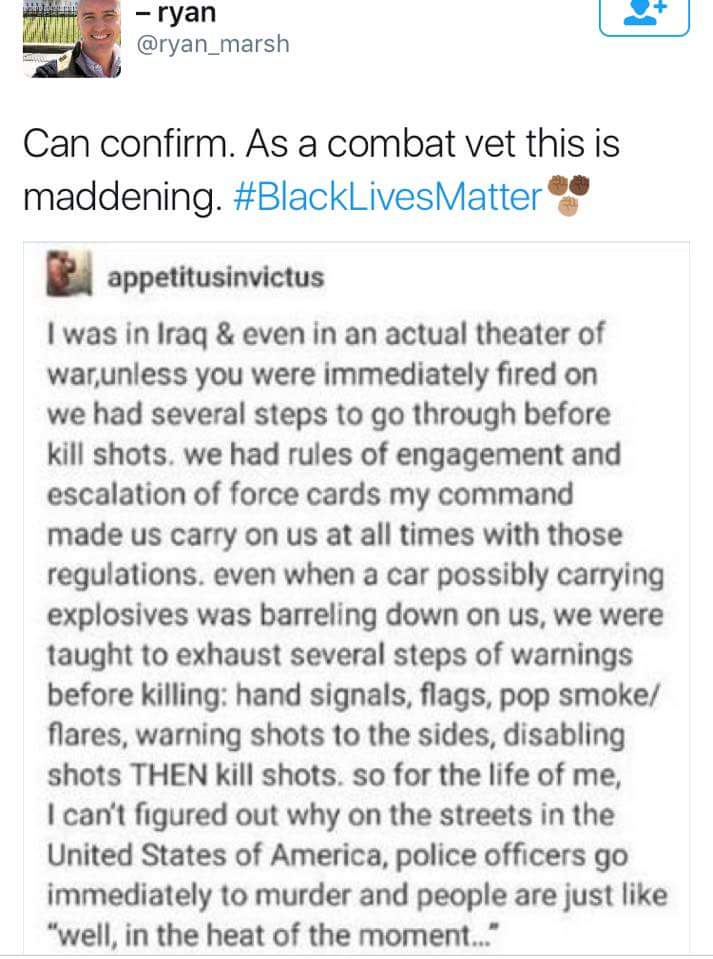 – ryan
@ryan_marsh
Can confirm. As a combat vet this is
maddening. #BlackLivesMatter✊🏾✊🏿✊🏽
appetitusinvictus
I was in Iraq & even in an actual theater of
war,unless you were immediately fired on
we had several steps to go through before
kill shots. we had rules of engagement and
escalation of force cards my command
made us carry on us at all times with those
regulations. even when a car possibly carrying
explosives was barreling down on us, we were
taught to exhaust several steps of warnings
before killing: hand signals, flags, pop smoke/
flares, warning shots to the sides, disabling
shots THEN kill shots. so for the life of me,
I can't figured out why on the streets in the
United States of America, police officers go
immediately to murder and people are just like
"well, in the heat of the moment..."